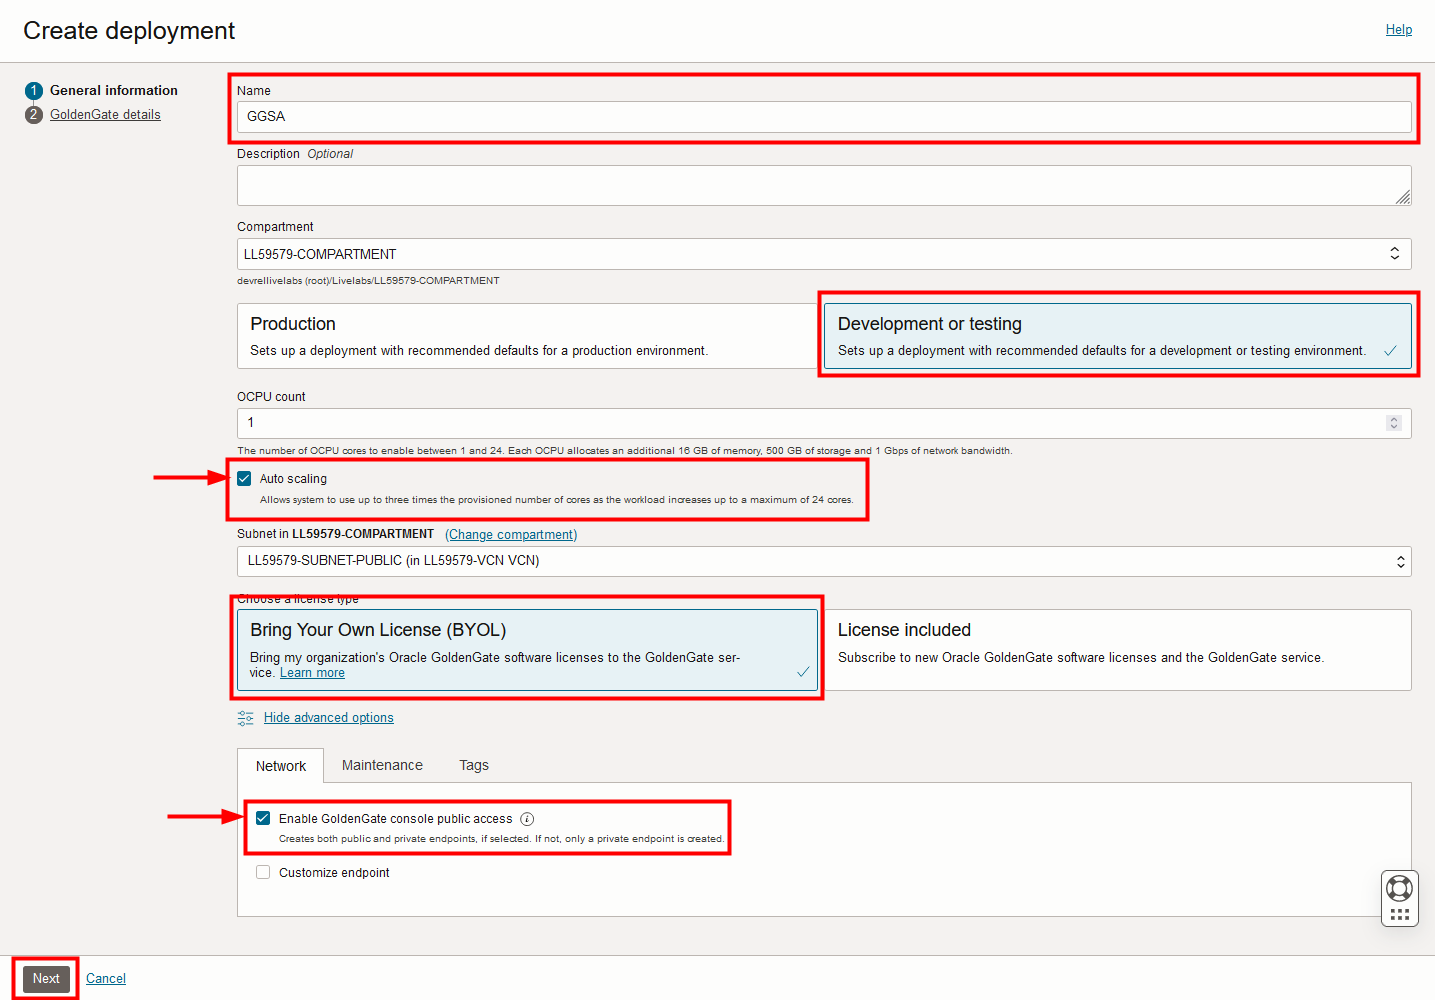 Create deployment
Help
1 General information
2 GoldenGate details
Name
GGSA
Description Optional
Compartment
LL59579-COMPARTMENT
devrellivelabs (root)/Livelabs/LL59579-COMPARTMENT
Production
Sets up a deployment with recommended defaults for a production environment.
Development or testing
Sets up a deployment with recommended defaults for a development or testing environment.
OCPU count
1
The number of OCPU cores to enable between 1 and 24. Each OCPU allocates an additional 16 GB of memory, 500 GB of storage and 1 Gbps of network bandwidth.
Auto scaling
Allows system to use up to three times the provisioned number of cores as the workload increases up to a maximum of 24 cores.
Subnet in LL59579-COMPARTMENT (Change compartment)
LL59579-SUBNET-PUBLIC (in LL59579-VCN VCN)
Choose a license type
Bring Your Own License (BYOL)
Bring my organization's Oracle GoldenGate software licenses to the GoldenGate ser-
vice. Learn more
License included
Subscribe to new Oracle GoldenGate software licenses and the GoldenGate service.
Hide advanced options
Network Maintenance Tags
Enable GoldenGate console public access i
Creates both public and private endpoints, if selected. If not, only a private endpoint is created.
Customize endpoint
Next Cancel